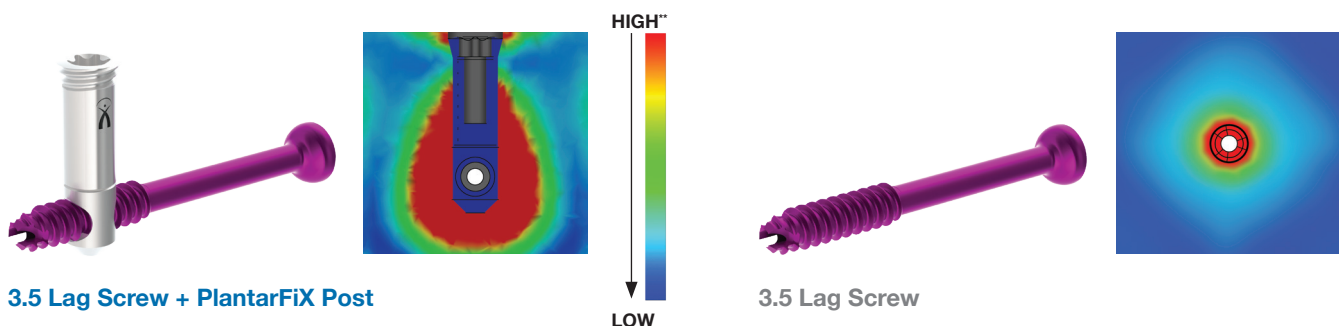 HIGH**
3.5 Lag Screw + PlantarFiX Post
LOW
3.5 Lag Screw